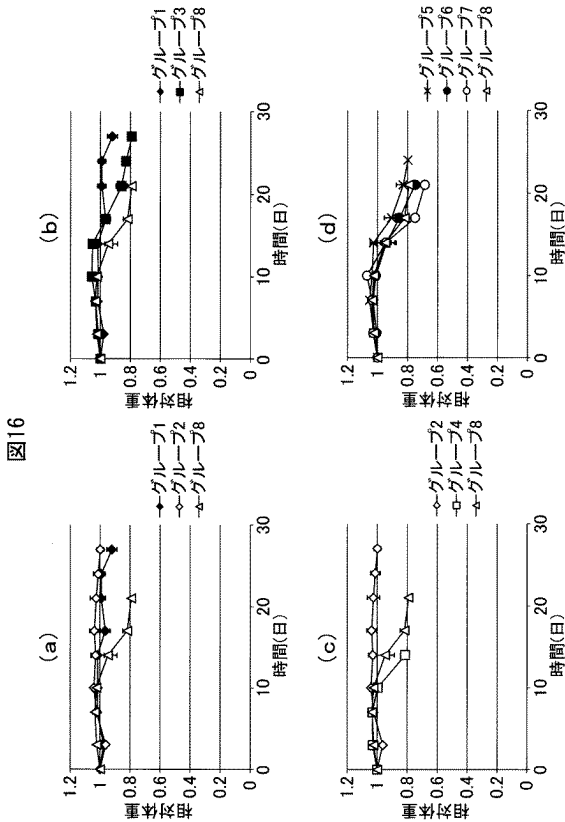 図16
(a)
相対体重
1.2
1
0.8
0.6
0.4
0.2
0
0
10
20
30
時間(日)
グループ1
グループ2
グループ8
(b)
相対体重
1.2
1
0.8
0.6
0.4
0.2
0
0
10
20
30
時間(日)
グループ1
グループ3
グループ8
(c)
相対体重
1.2
1
0.8
0.6
0.4
0.2
0
0
10
20
30
時間(日)
グループ2
グループ4
グループ8
(d)
相対体重
1.2
1
0.8
0.6
0.4
0.2
0
0
10
20
30
時間(日)
グループ5
グループ6
グループ7
グループ8